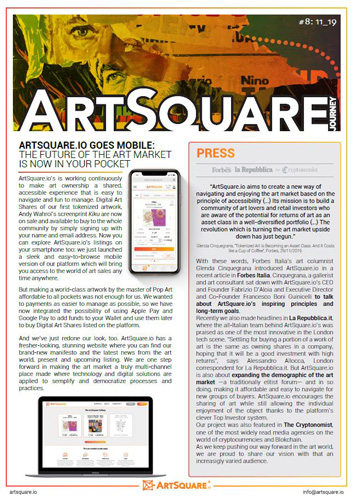 #8: 11_19
Nino
ARTSQUARE
JOURNEY
ARTSQUARE.IO GOES MOBILE:
THE FUTURE OF THE ART MARKET
IS NOW IN YOUR POCKET
ArtSquare.io's is working continuously
to make art ownership a shared,
accessible experience that is easy to
navigate and fun to manage. Digital Art
Shares of our first tokenized artwork,
Andy Wahrol's screenprint Kiku are now
on sale and available to buy to the whole
community by simply signing up with
your name and email address. Now you
can explore ArtSquare.io's listings on
your smartphone too: we just launched
a sleek and easy-to-browse mobile
version of our platform which will bring
you access to the world of art sales any
time anywhere.
But making a world-class artwork by the master of Pop Art
affordable to all pockets was not enough for us. We wanted
to payments as easier to manage as possible, so we have
now integrated the possibility of using Apple Pay and
Google Pay to add funds to your Wallet and use them later
to buy Digital Art Shares listed on the platform.
And we've just redone our look, too. ArtSquare.io has a
fresher-looking, stunning website where you can find our
brand-new manifesto and the latest news from the art
world, present and upcoming listing. We are one step
forward in making the art market a truly multi-channel
place made where technology and digital solutions are
applied to semplify and democratize processes and
practices.
PRESS
Forbes la Repubblica
"ArtSquare.io aims to create a new way of
navigating and enjoying the art market based on the
principle of accessibility (...) Its mission is to build a
community of art lovers and retail investors who
are aware of the potential for returns of art as an
asset class in a well-diversified portfolio (...) The
revolution which is turning the art market upside
down has just begun."
Glenda Cinquegrana, "Tokenized Art is Becoming an Asset Class. And It Costs
like a Cup of Coffee", Forbes, 25/11/2019.
With these words, Forbes Italia's art columnist
Glenda Cinquegrana introduced ArtSquare.io in a
recent article in Forbes Italia. Cinquegrana, a gallerist
and art consultant sat down with ArtSquare.io's CEO
and Founder Fabrizio D'Aloia and Executive Director
and Co-Founder Francesco Boni Guinicelli to talk
about ArtSquare.io's inspiring principles and
long-term goals.
Recently we also made headlines in La Repubblica.it,
where the all-Italian team behind ArtSquare.io's was
praised as one of the most innovative in the London
tech scene. "Setting for buying a portion of a work of
art is the same as owning shares in a company,
hoping that it will be a good investment with high
returns", says Alessandro Allocca, London
correspondent for La Repubblica.it. But ArtSquare.io
is also about expanding the demographic of the art
market —a traditionally elitist forum— and in so
doing, making it affordable and easy to navigate for
new groups of buyers. ArtSquare.io encourages the
sharing of art while still allowing the individual
enjoyment of the object thanks to the platform's
clever Top Investor system.
Our project was also featured in The Cryptonomist,
one of the most widely read media agencies on the
world of cryptocurrencies and Blokchain.
As we keep pushing our way forward in the art world,
we are proud to share our vision with that an
increasingly varied audience.
artsquare.io
ARTSQUARE
info@artsquare.io